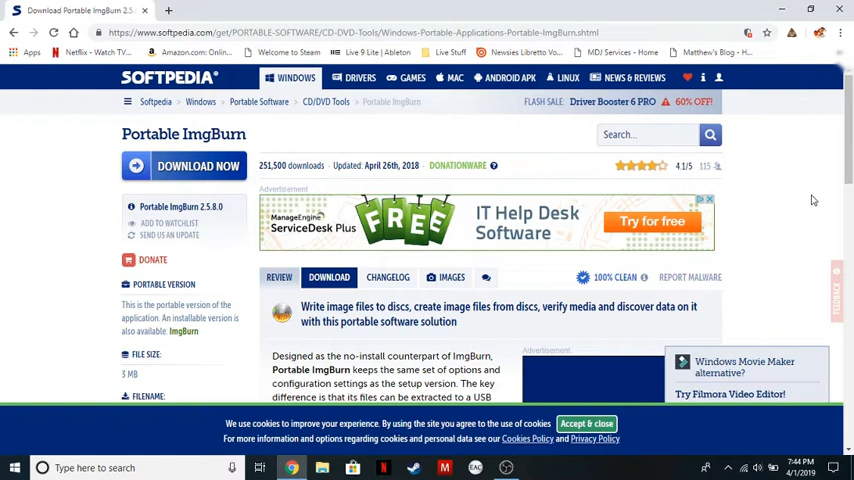 Download Portable ImgBurn 2.5.
https://www.softpedia.com/get/PORTABLE-SOFTWARE/CD-DVD-Tools/Windows-Portable-Applications-Portable-ImgBurn.shtml
Apps Netflix - Watch TV... Amazon.com: Online... Welcome to Steam Live 9 Lite | Ableton Live Stuff Newsies Libretto Vo... MDJ Services - Home Matthew's Blog - H...
SOFTPEDIA® WINDOWS DRIVERS GAMES MAC ANDROID APK LINUX NEWS & REVIEWS
Softpedia Windows Portable Software CD/DVD Tools Portable ImgBurn FLASH SALE: Driver Booster 6 PRO 60% OFF!
Portable ImgBurn
Search...
DOWNLOAD NOW
251,500 downloads Updated: April 26th, 2018 DONATIONWARE 4.1/5 115
Advertisement
Portable ImgBurn 2.5.8.0
ADD TO WATCHLIST
SEND US AN UPDATE
ManageEngine
ServiceDesk Plus
FREE
IT Help Desk
Software
Try for free
DONATE
REVIEW DOWNLOAD CHANGELOG IMAGES 100% CLEAN REPORT MALWARE
FEEDBACK
PORTABLE VERSION
This is the portable version of the
application. An installable version is
also available: ImgBurn
Write image files to discs, create image files from discs, verify media and discover data on it
with this portable software solution
FILE SIZE:
3 MB
FILENAME:
Designed as the no-install counterpart of ImgBurn,
Portable ImgBurn keeps the same set of options and
configuration settings as the setup version. The key
difference is that its files can be extracted to a USB
Advertisement
Windows Movie Maker
alternative?
Try Filmora Video Editor!
We use cookies to improve your experience. By using the site you agree to the use of cookies Accept & close
For more information and options regarding cookies and personal data see our Cookies Policy and Privacy Policy
Type here to search
EAC
7:44 PM
4/1/2019